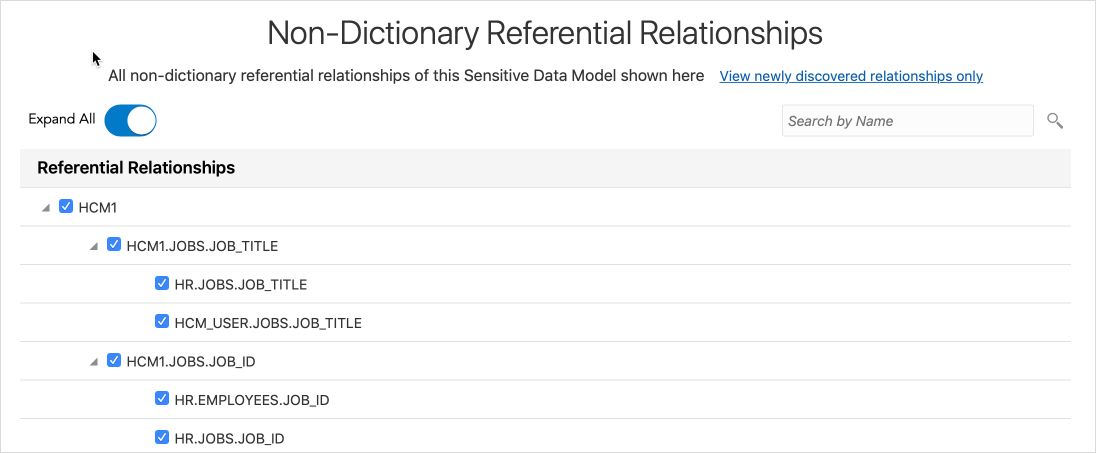 Non-Dictionary Referential Relationships
All non-dictionary referential relationships of this Sensitive Data Model shown here View newly discovered relationships only
Expand All
Search by Name
Referential Relationships
HCM1
HCM1.JOBS.JOB_TITLE
HR.JOBS.JOB_TITLE
HCM_USER.JOBS.JOB_TITLE
HCM1.JOBS.JOB_ID
HR.EMPLOYEES.JOB_ID
HR.JOBS.JOB_ID